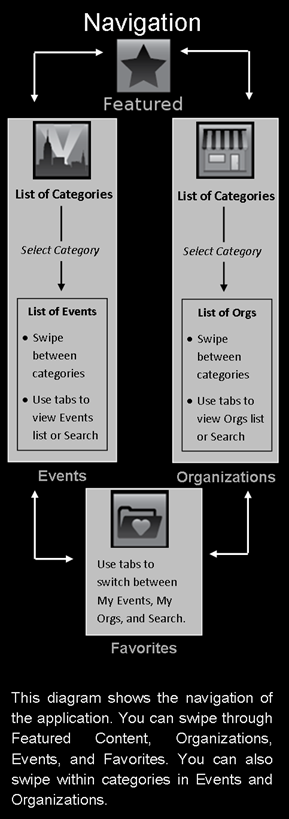 Navigation
Featured
List of Categories
Select Category
List of Events
• Swipe
between
categories
• Use tabs to
view Events
list or Search
Events
List of Categories
Select Category
List of Orgs
• Swipe
between
categories
• Use tabs to
view Orgs list
or Search
Organizations
Use tabs to
switch between
My Events, My
Orgs, and Search.
Favorites
This diagram shows the navigation of
the application. You can swipe through
Featured Content, Organizations,
Events, and Favorites. You can also
swipe within categories in Events and
Organizations.